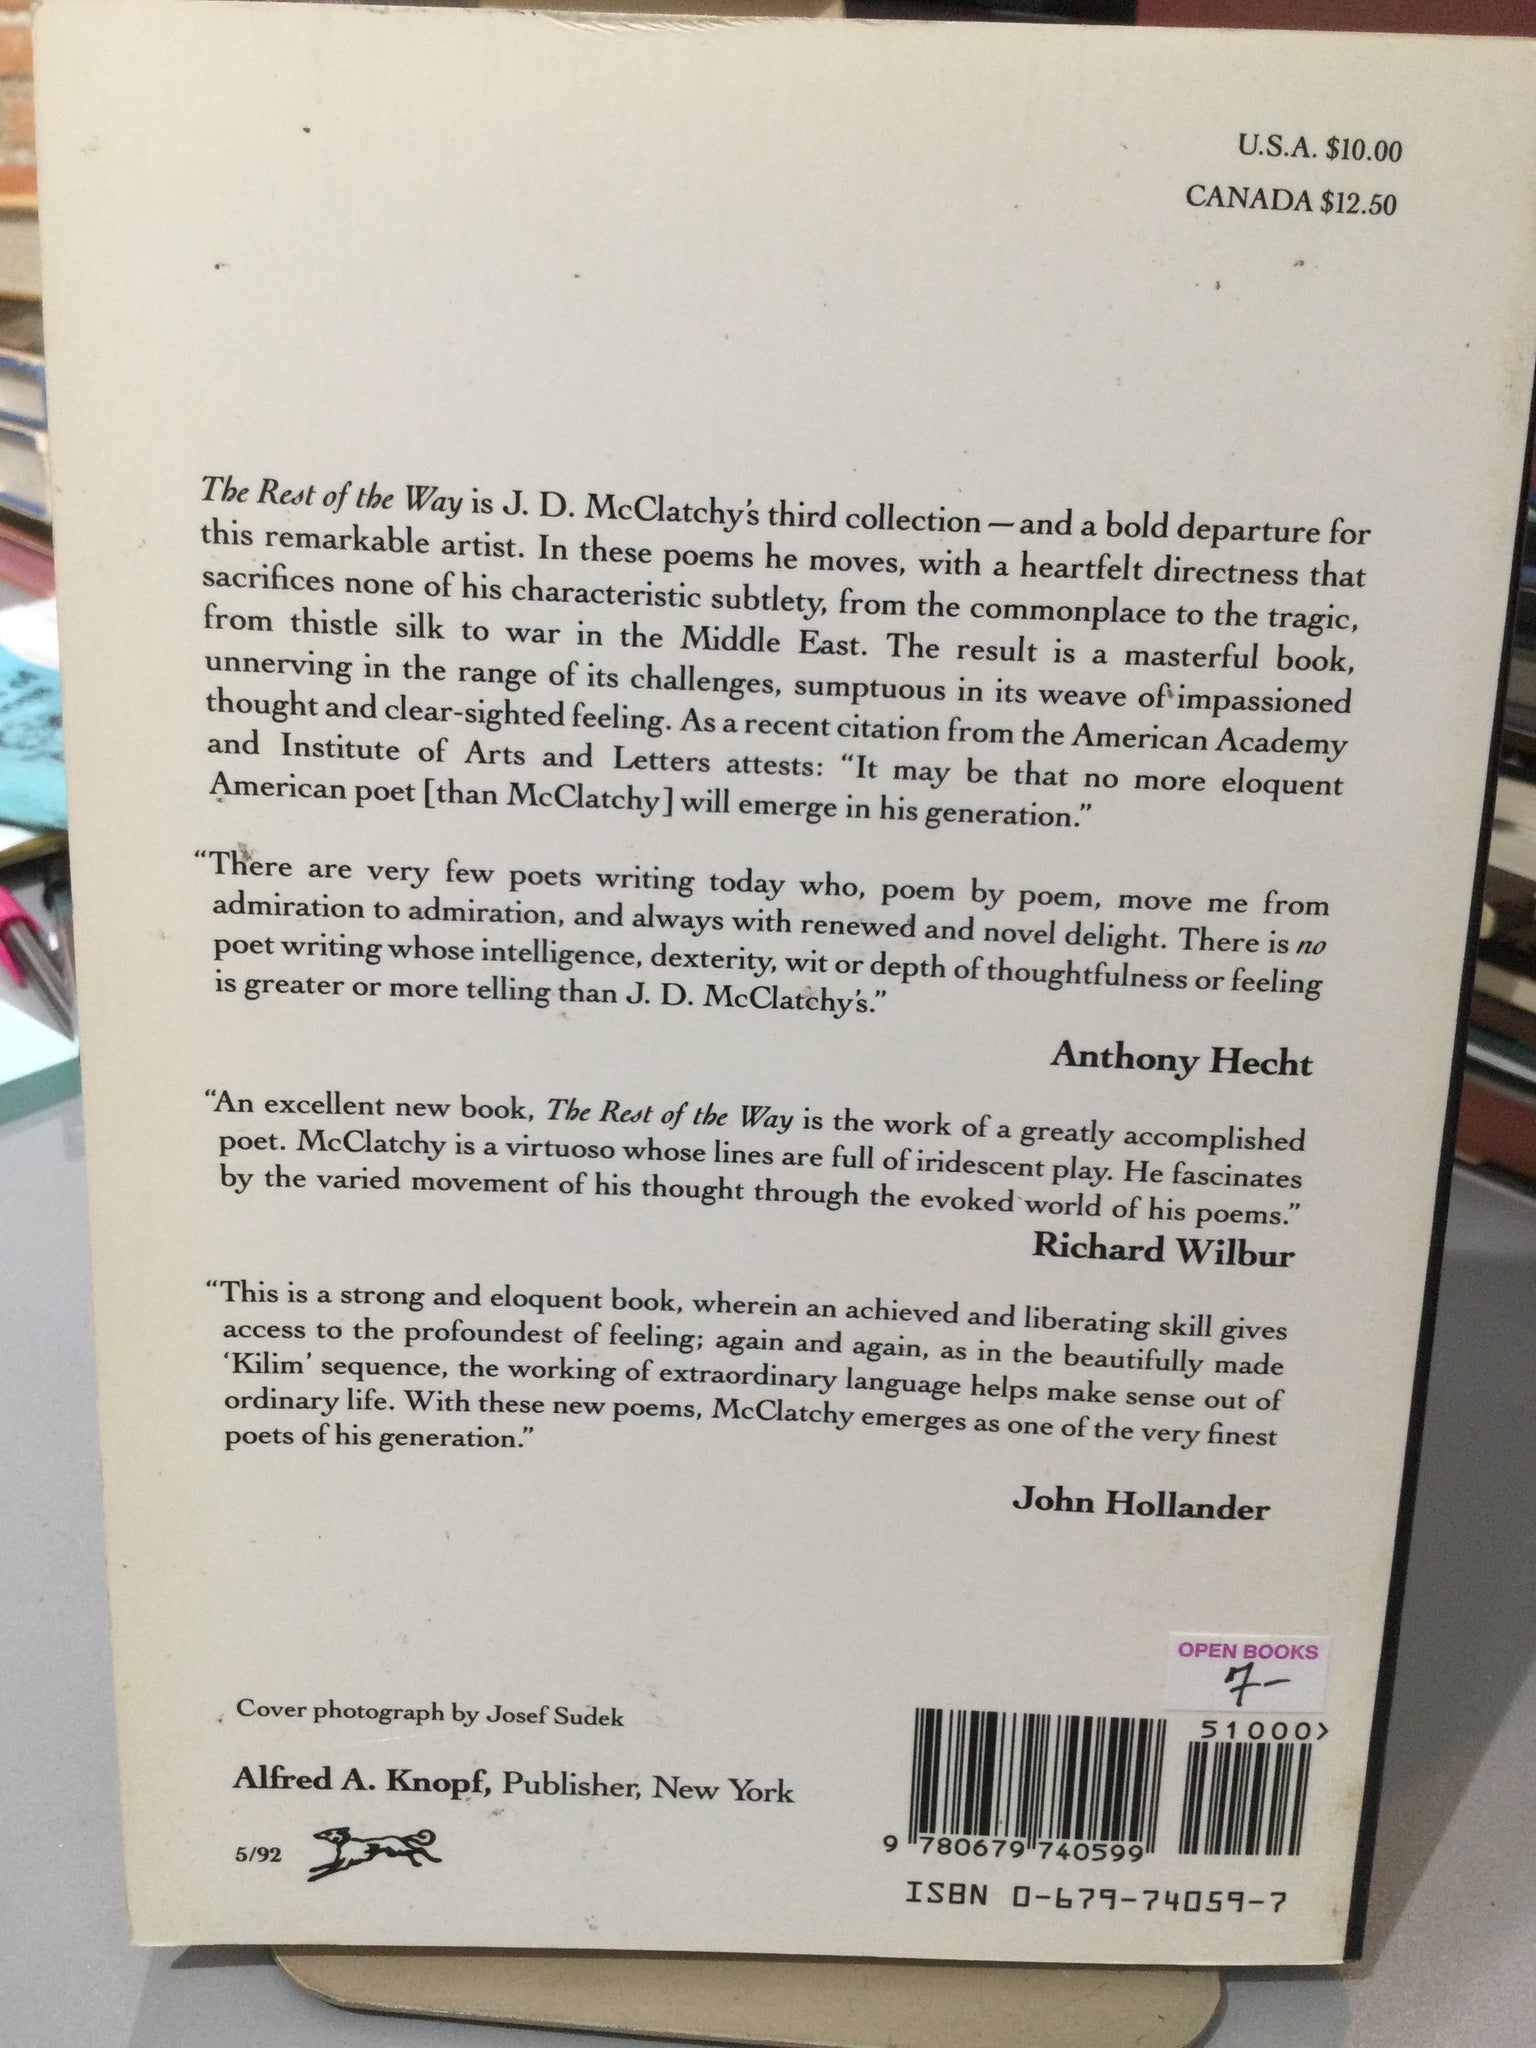 U.S.A. $10.00
CANADA $12.50
The Rest of the Way is J. D. McClatchy's third collection — and a bold departure for
this remarkable artist. In these poems he moves, with a heartfelt directness that
sacrifices none of his characteristic subtlety, from the commonplace to the tragic,
from thistle silk to war in the Middle East. The result is a masterful book,
unnerving in the range of its challenges, sumptuous in its weave of impassioned
thought and clear-sighted feeling. As a recent citation from the American Academy
and Institute of Arts and Letters attests: “It may be that no more eloquent
American poet [than McClatchy] will emerge in his generation.”
“There are very few poets writing today who, poem by poem, move me from
admiration to admiration, and always with renewed and novel delight. There is no
poet writing whose intelligence, dexterity, wit or depth of thoughtfulness or feeling
is greater or more telling than J. D. McClatchy's.”
Anthony Hecht
“An excellent new book, The Rest of the Way is the work of a greatly accomplished
poet. McClatchy is a virtuoso whose lines are full of iridescent play. He fascinates
by the varied movement of his thought through the evoked world of his poems.”
Richard Wilbur
“This is a strong and eloquent book, wherein an achieved and liberating skill gives
access to the profoundest of feeling; again and again, as in the beautifully made
‘Kilim’ sequence, the working of extraordinary language helps make sense out of
ordinary life. With these new poems, McClatchy emerges as one of the very finest
poets of his generation.”
John Hollander
OPEN BOOKS
7-
Cover photograph by Josef Sudek
51000>
Alfred A. Knopf, Publisher, New York
5/92
9 780679 740599
ISBN 0-679-74059-7